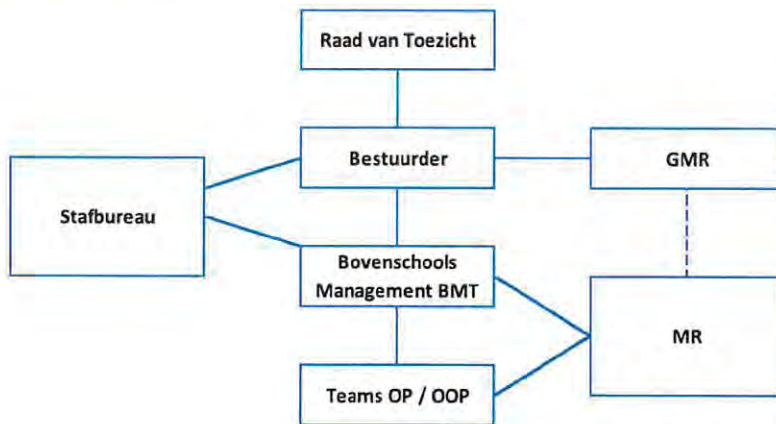 Raad van Toezicht
Bestuurder
GMR
Stafbureau
Bovenschools
Management BMT
MR
Teams OP / OOP